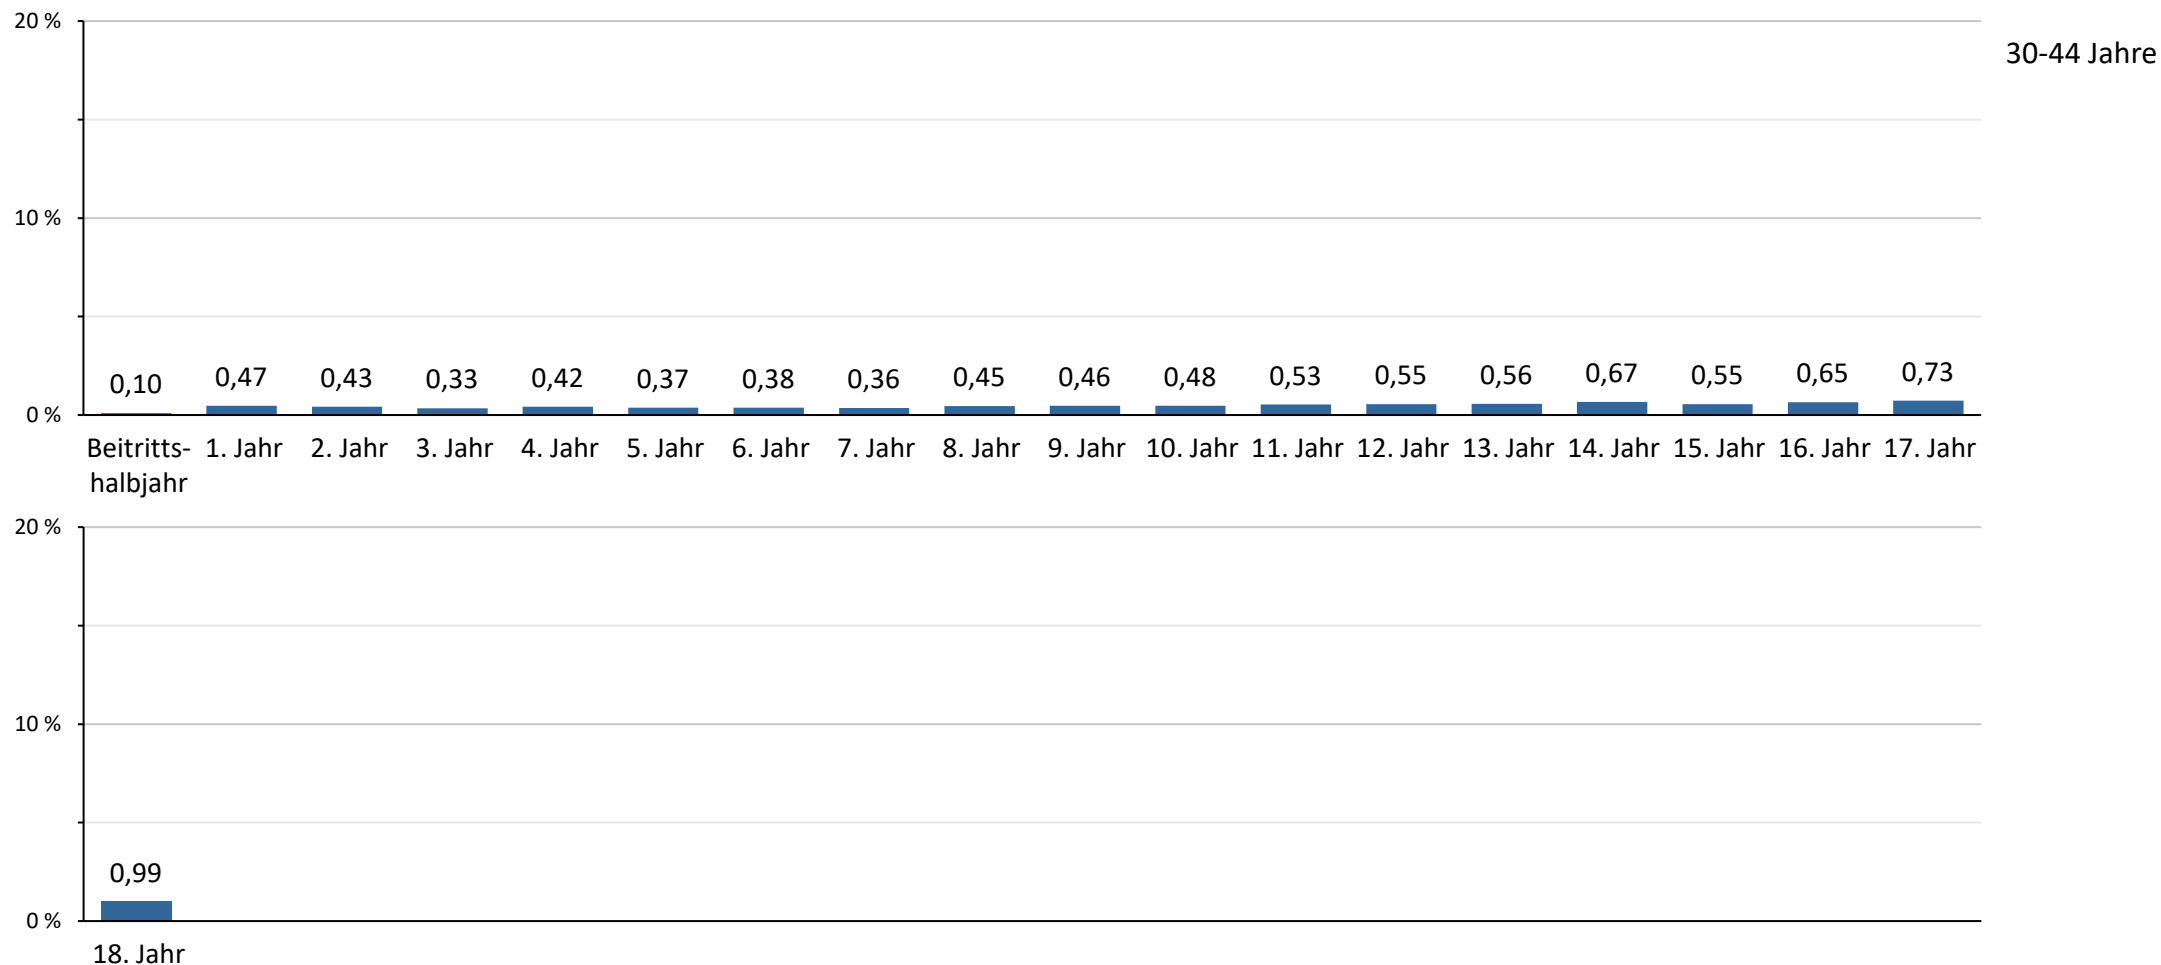 20 %
30-44 Jahre
10 %
0,10 0,47 0,43 0,33 0,42 0,37 0,38 0,36 0,45 0,46 0,48 0,53 0,55 0,56 0,67 0,55 0,65 0,73
0 %
Beitritts- 1. Jahr 2. Jahr 3. Jahr 4. Jahr 5. Jahr 6. Jahr 7. Jahr 8. Jahr 9. Jahr 10. Jahr 11. Jahr 12. Jahr 13. Jahr 14. Jahr 15. Jahr 16. Jahr 17. Jahr
halbjahr
20 %
10 %
0,99
0 %
18. Jahr